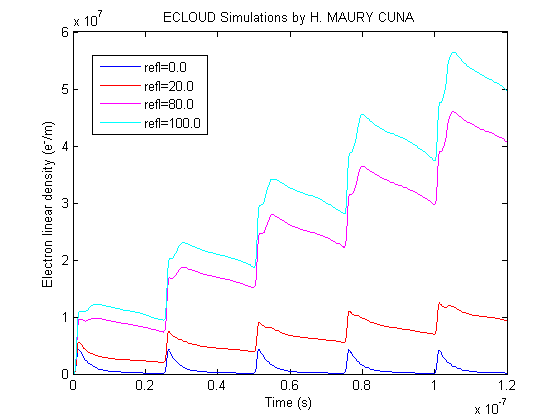 ECLOUD Simulations by H. MAURY CUNA
x 10^7
6
5
4
3
2
1
0
Electron linear density (e^-/m)
refl=0.0
refl=20.0
refl=80.0
refl=100.0
0 0.2 0.4 0.6 0.8 1 1.2
Time (s)
x 10^-7